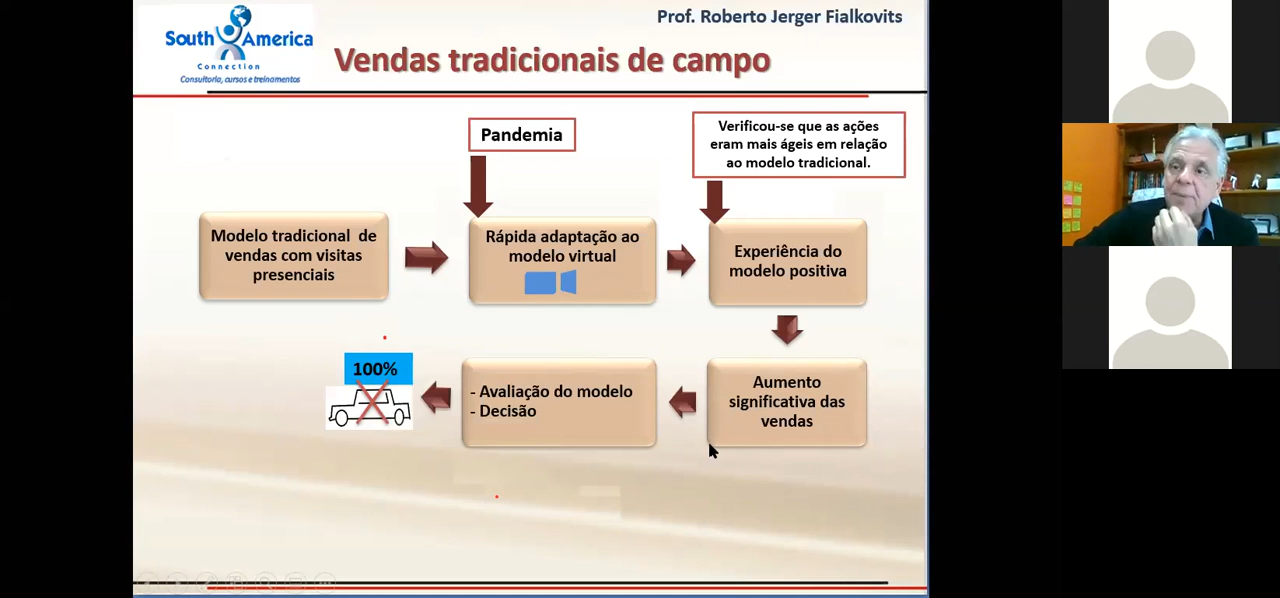 Prof. Roberto Jerger Fialkovits
South America
Connection
Consultoria, cursos e treinamentos
Vendas tradicionais de campo
Pandemia
Verificou-se que as ações
eram mais ágeis em relação
ao modelo tradicional.
Modelo tradicional de
vendas com visitas
presenciais
Rápida adaptação ao
modelo virtual
Experiência do
modelo positiva
Aumento
significativa das
vendas
- Avaliação do modelo
- Decisão
100%